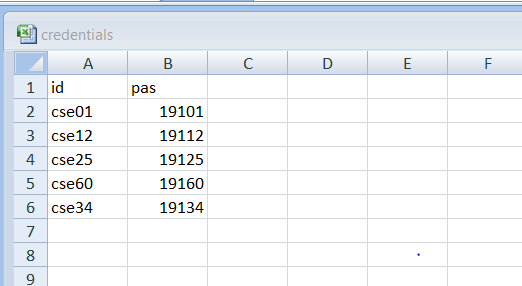 credentials
A B C D E F
1 id pas
2 cse01 19101
3 cse12 19112
4 cse25 19125
5 cse60 19160
6 cse34 19134
7
8
9